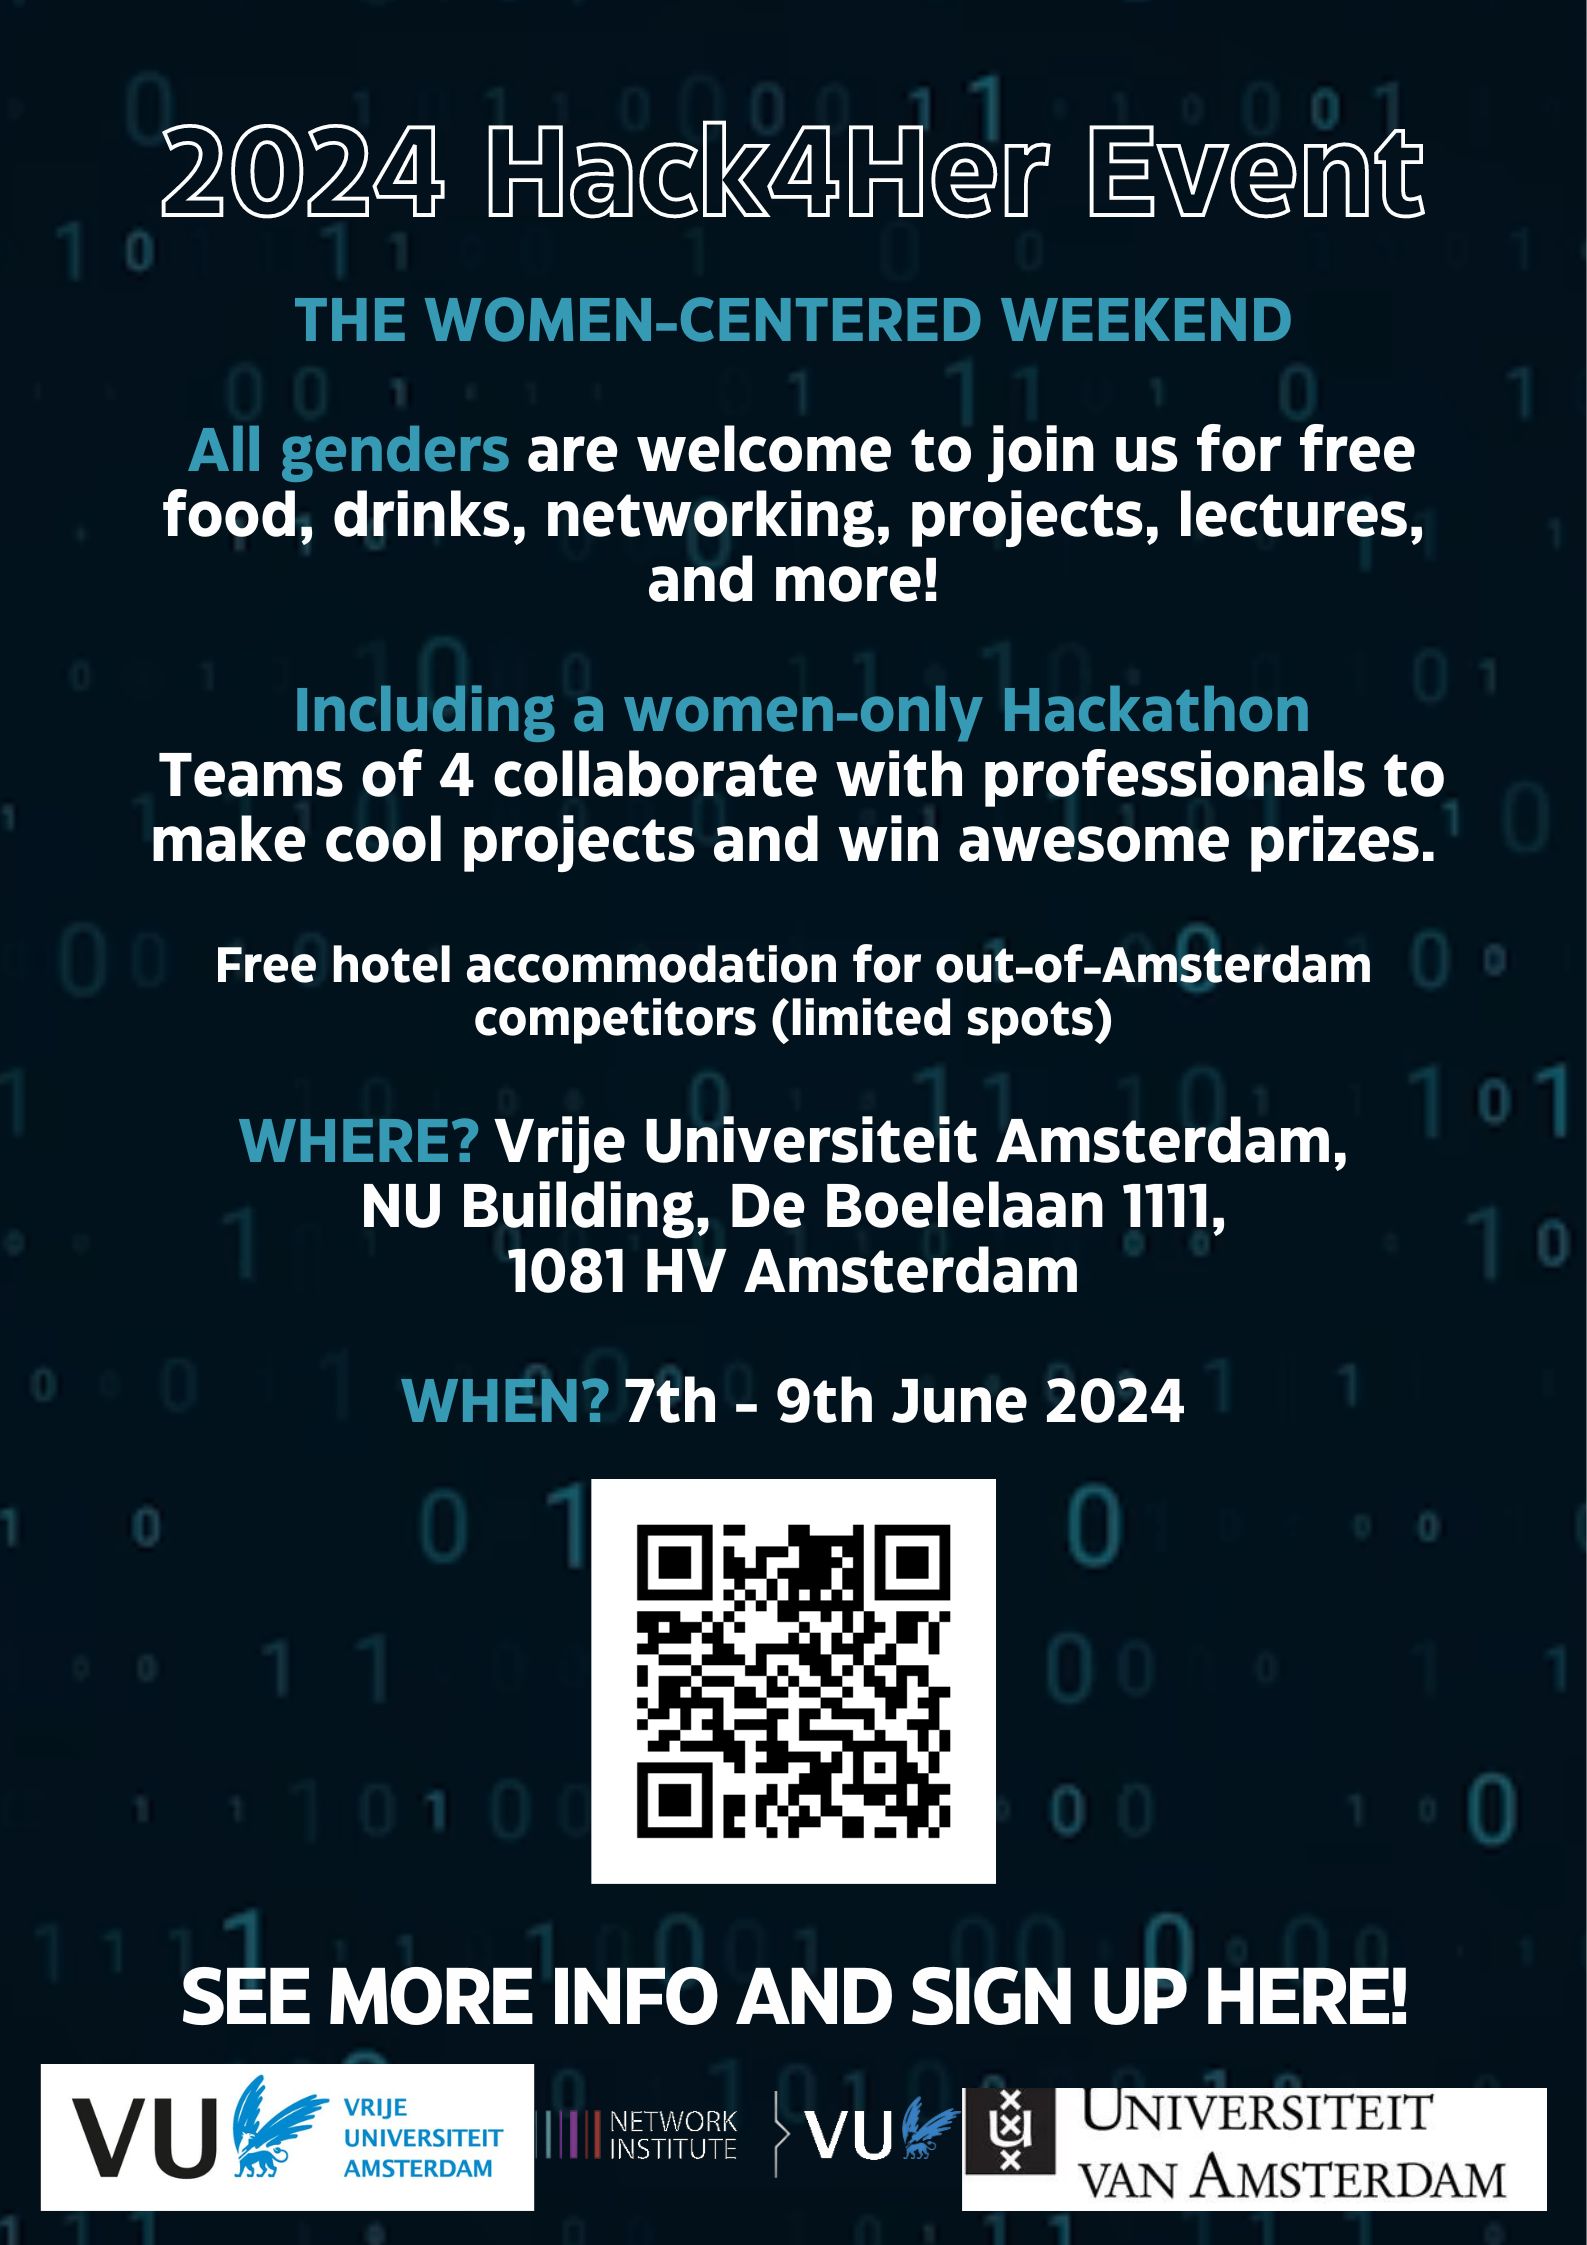 2024 Hack4Her Event
THE WOMEN-CENTERED WEEKEND
All genders are welcome to join us for free
food, drinks, networking, projects, lectures,
and more!
Including a women-only Hackathon
Teams of 4 collaborate with professionals to
make cool projects and win awesome prizes.
Free hotel accommodation for out-of-Amsterdam
competitors (limited spots)
WHERE? Vrije Universiteit Amsterdam,
NU Building, De Boelelaan 1111,
1081 HV Amsterdam
WHEN? 7th - 9th June 2024
SEE MORE INFO AND SIGN UP HERE!
VU
VRIJE
UNIVERSITEIT
AMSTERDAM
NETWORK
INSTITUTE
VU
UNIVERSITEIT
VAN AMSTERDAM